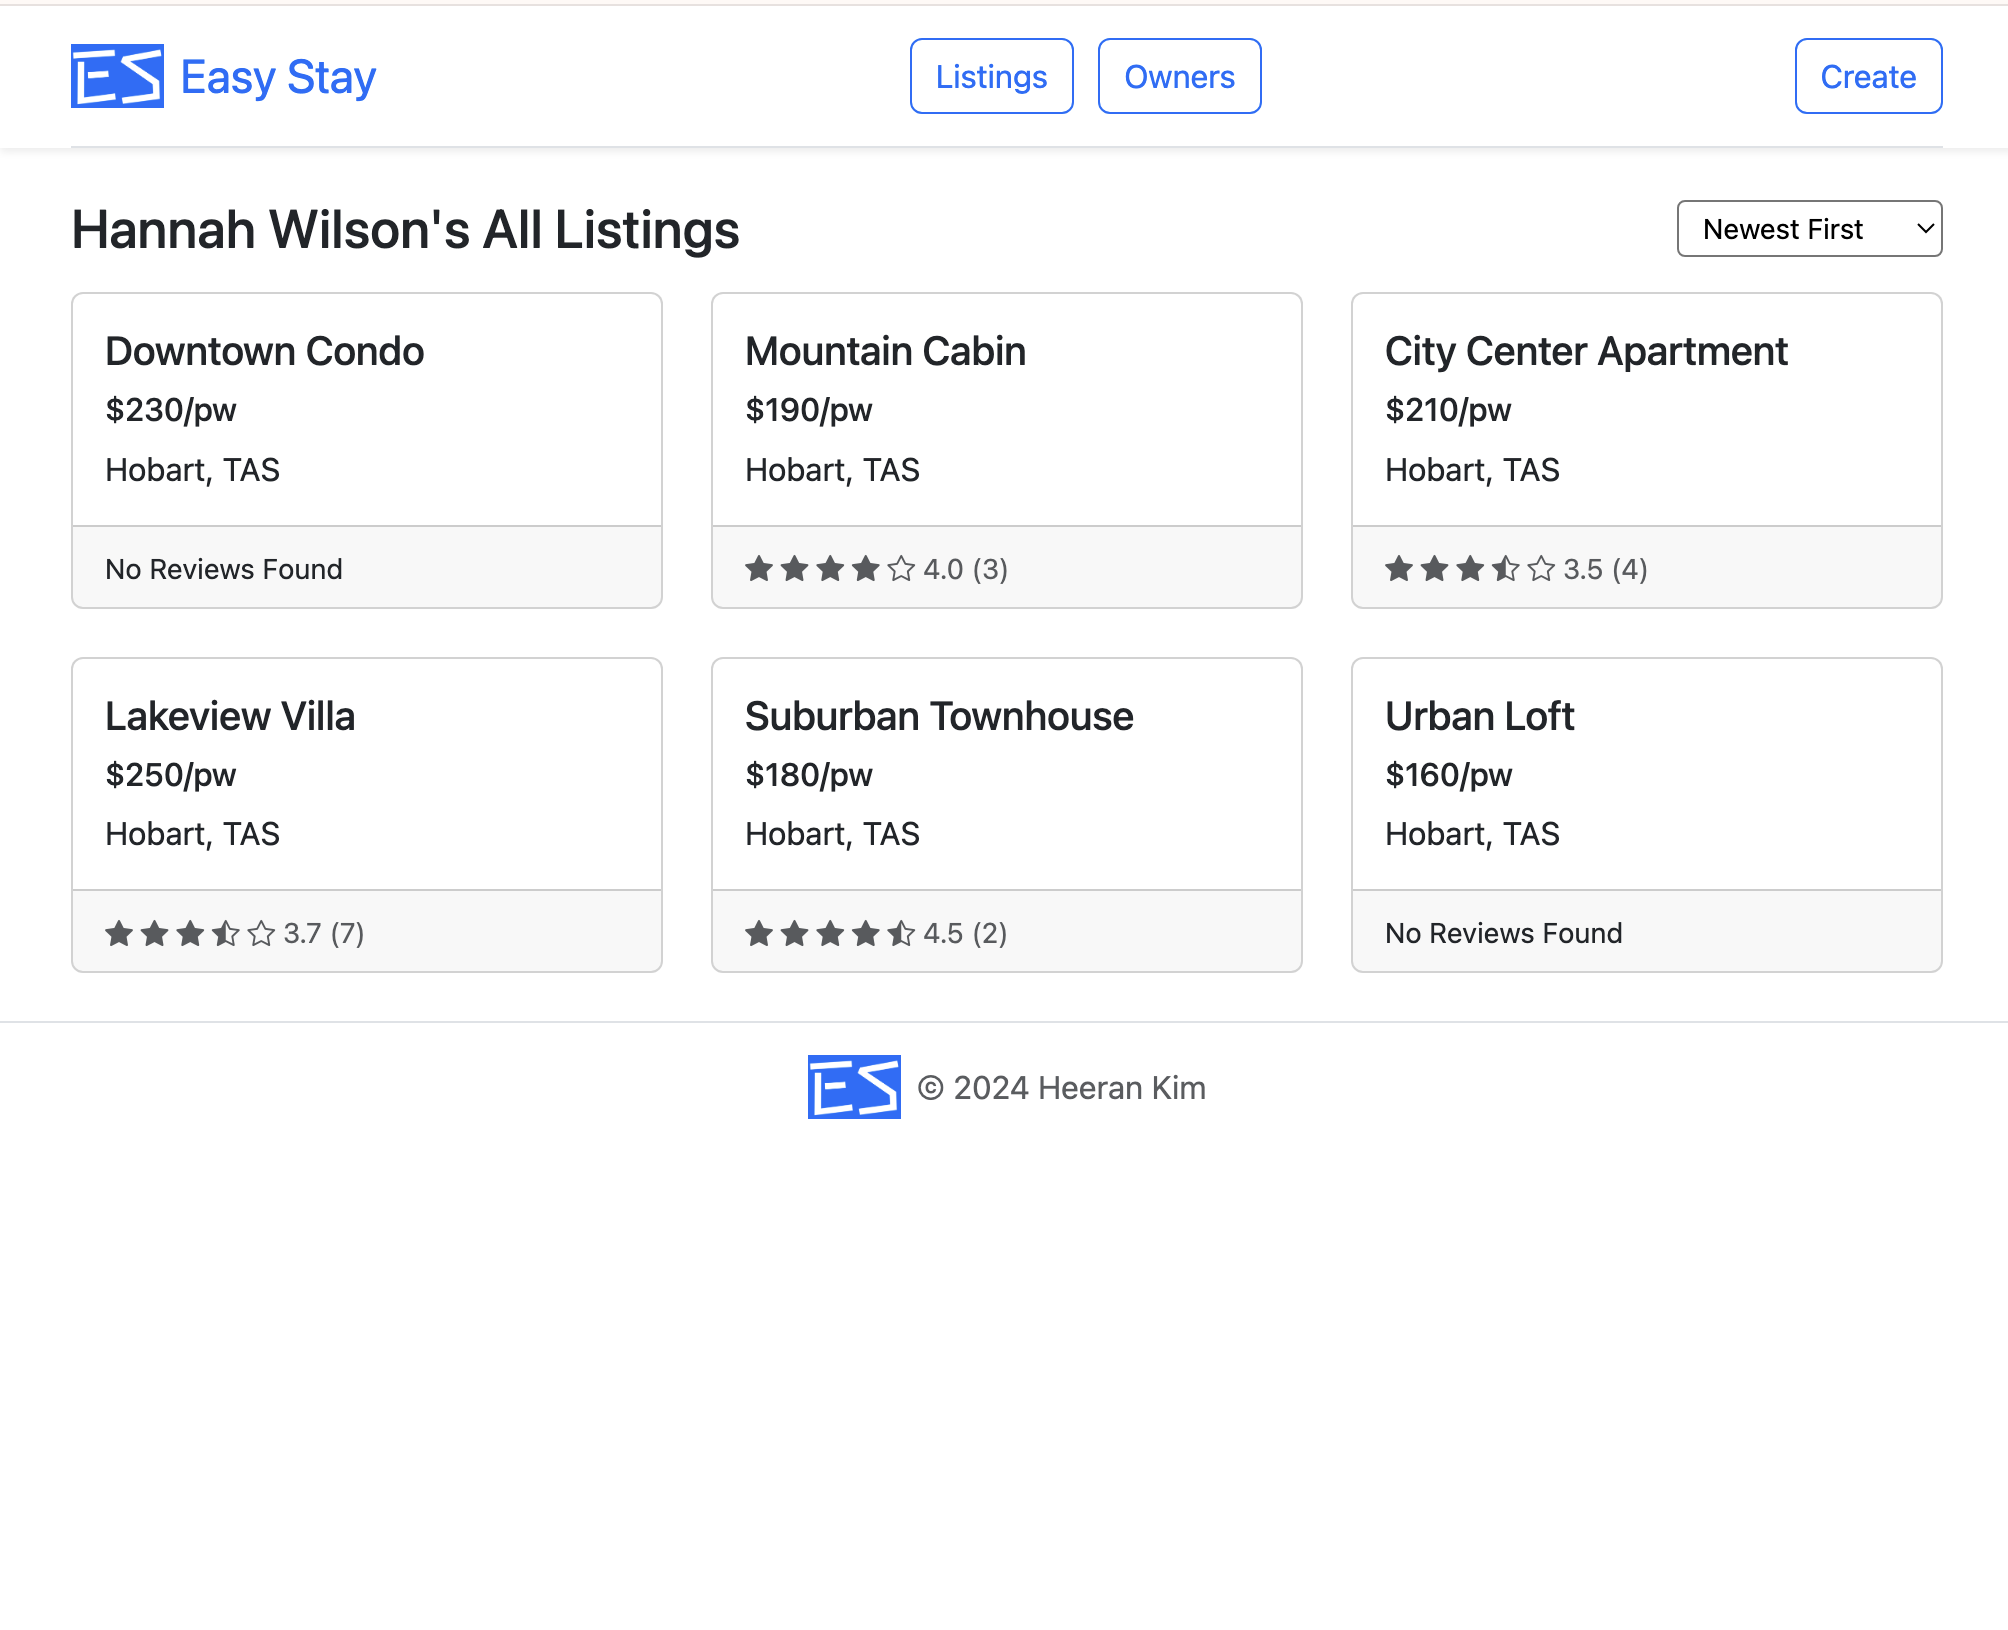 ES Easy Stay
Listings
Owners
Create
Hannah Wilson's All Listings
Newest First
Downtown Condo
$230/pw
Hobart, TAS
No Reviews Found
Mountain Cabin
$190/pw
Hobart, TAS
4.0 (3)
City Center Apartment
$210/pw
Hobart, TAS
3.5 (4)
Lakeview Villa
$250/pw
Hobart, TAS
3.7 (7)
Suburban Townhouse
$180/pw
Hobart, TAS
4.5 (2)
Urban Loft
$160/pw
Hobart, TAS
No Reviews Found
ES © 2024 Heeran Kim